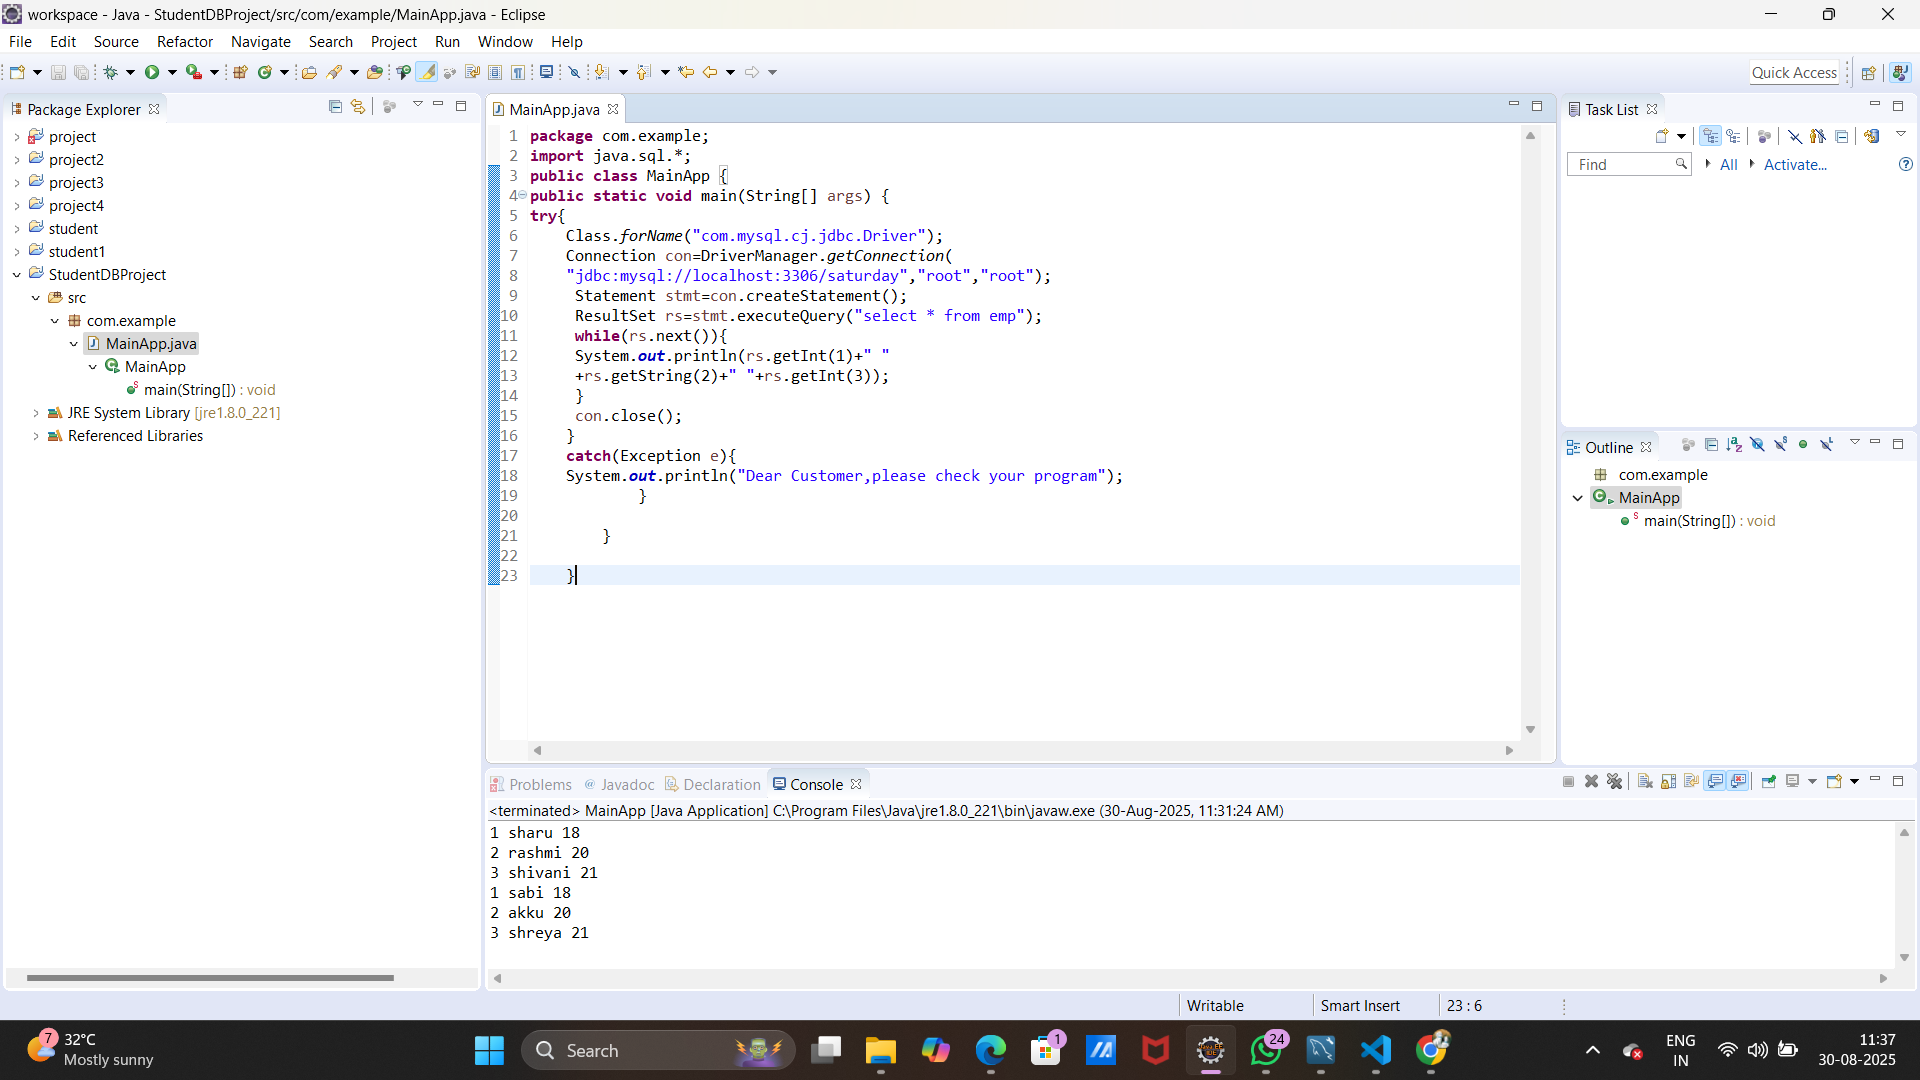 workspace - Java - StudentDBProject/src/com/example/MainApp.java - Eclipse
File Edit Source Refactor Navigate Search Project Run Window Help
Quick Access
Package Explorer
project
project2
project3
project4
student
student1
StudentDBProject
src
com.example
MainApp.java
MainApp
main(String[]) : void
JRE System Library [jre1.8.0_221]
Referenced Libraries
MainApp.java
1 package com.example;
2 import java.sql.*;
3 public class MainApp {
4 public static void main(String[] args) {
5 try{
6 Class.forName("com.mysql.cj.jdbc.Driver");
7 Connection con=DriverManager.getConnection(
8 "jdbc:mysql://localhost:3306/saturday","root","root");
9 Statement stmt=con.createStatement();
10 ResultSet rs=stmt.executeQuery("select * from emp");
11 while(rs.next()){
12 System.out.println(rs.getInt(1)+" "
13 +rs.getString(2)+" "+rs.getInt(3));
14 }
15 con.close();
16 }
17 catch(Exception e){
18 System.out.println("Dear Customer,please check your program");
19 }
20
21 }
22
23 }
Task List
Find All Activate...
Outline
com.example
MainApp
main(String[]) : void
Problems @ Javadoc Declaration Console
<terminated> MainApp [Java Application] C:\Program Files\Java\jre1.8.0_221\bin\javaw.exe (30-Aug-2025, 11:31:24 AM)
1 sharu 18
2 rashmi 20
3 shivani 21
1 sabi 18
2 akku 20
3 shreya 21
Writable Smart Insert 23 : 6
7 32°C
Mostly sunny
Search
1
24
ENG
IN
11:37
30-08-2025